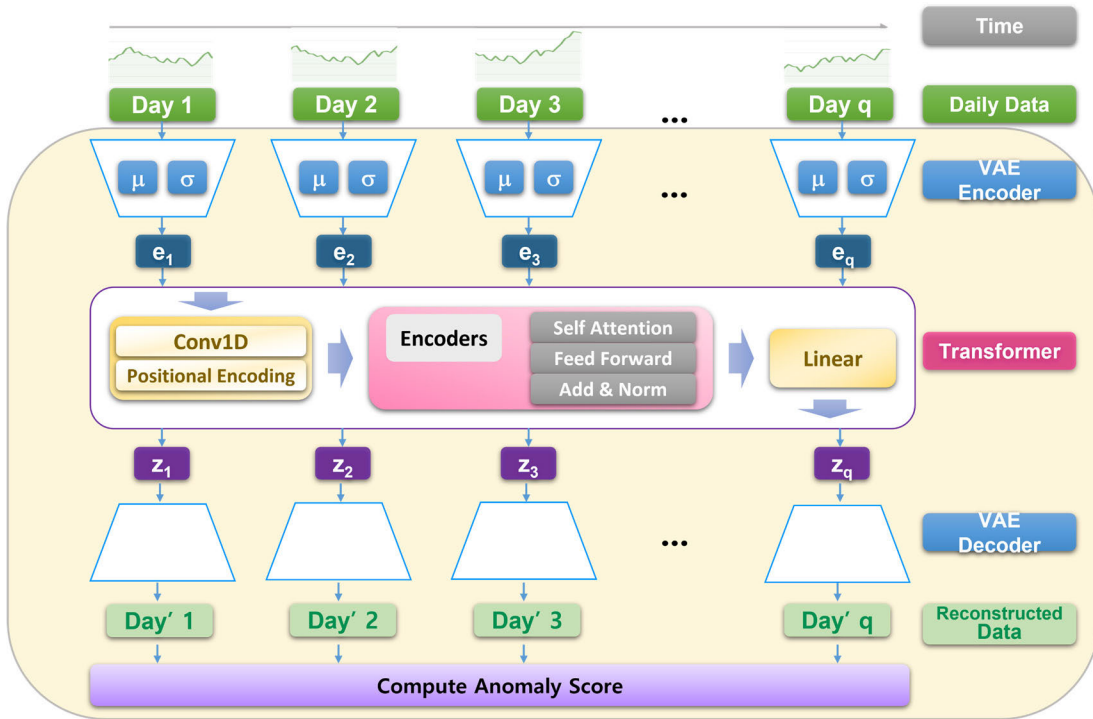 Time
Day 1 Day 2 Day 3 ... Day q Daily Data
μ σ μ σ μ σ ... μ σ VAE
Encoder
e₁ e₂ e₃ e_q
Conv1D
Positional Encoding
Encoders
Self Attention
Feed Forward
Add & Norm
Linear
Transformer
z₁ z₂ z₃ z_q
... VAE
Decoder
Day′ 1 Day′ 2 Day′ 3 Day′ q Reconstructed
Data
Compute Anomaly Score